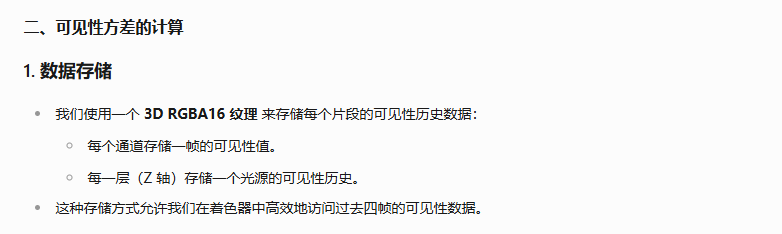 二、可见性方差的计算
1. 数据存储
我们使用一个 3D RGBA16 纹理 来存储每个片段的可见性历史数据：
每个通道存储一帧的可见性值。
每一层（Z 轴）存储一个光源的可见性历史。
这种存储方式允许我们在着色器中高效地访问过去四帧的可见性数据。